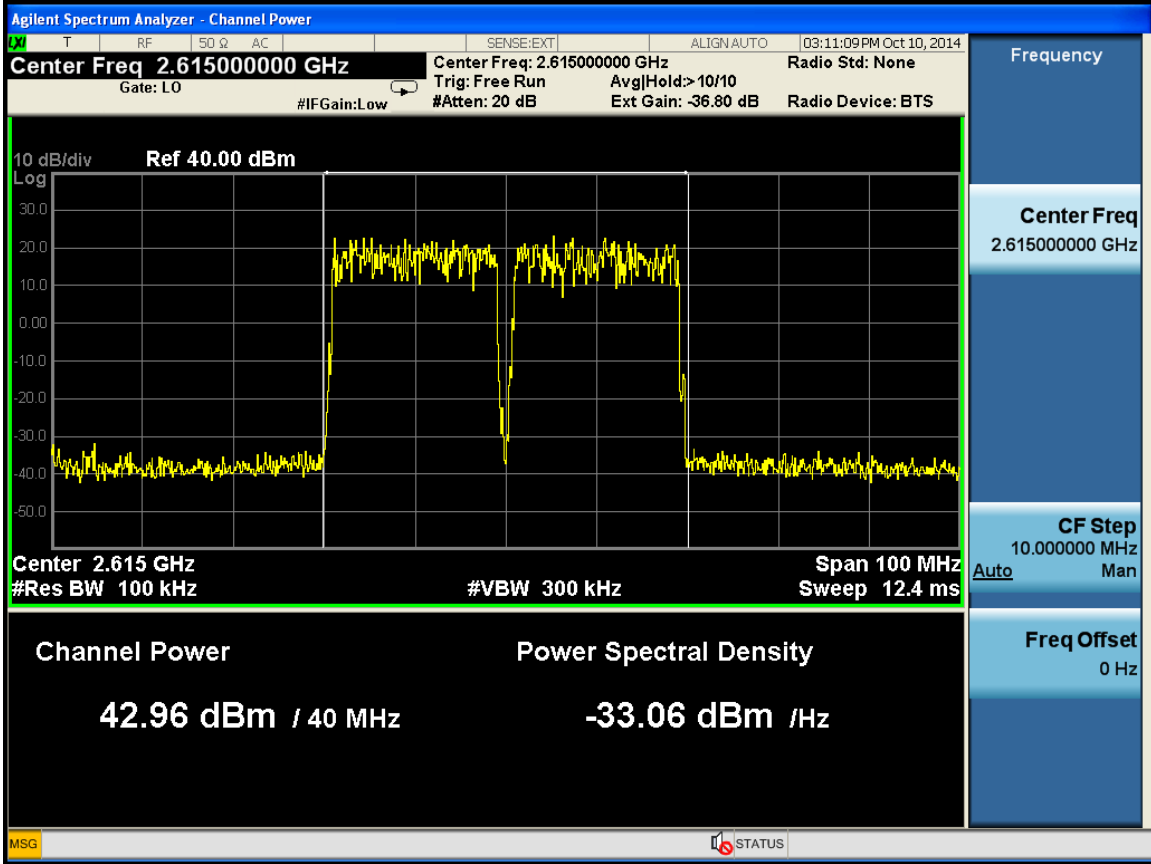 Agilent Spectrum Analyzer - Channel Power
LXI T RF 50 Ω AC SENSE:EXT ALIGN AUTO 03:11:09 PM Oct 10, 2014
Center Freq 2.615000000 GHz
Gate: LO
#IFGain:Low
Center Freq: 2.615000000 GHz
Trig: Free Run Avg|Hold:>10/10
#Atten: 20 dB Ext Gain: -36.80 dB
Radio Std: None
Radio Device: BTS
10 dB/div Ref 40.00 dBm
Log
30.0
20.0
10.0
0.00
-10.0
-20.0
-30.0
-40.0
-50.0
Center 2.615 GHz Span 100 MHz
#Res BW 100 kHz #VBW 300 kHz Sweep 12.4 ms
Channel Power Power Spectral Density
42.96 dBm / 40 MHz -33.06 dBm /Hz
Frequency
Center Freq
2.615000000 GHz
CF Step
10.000000 MHz
Auto Man
Freq Offset
0 Hz
MSG STATUS